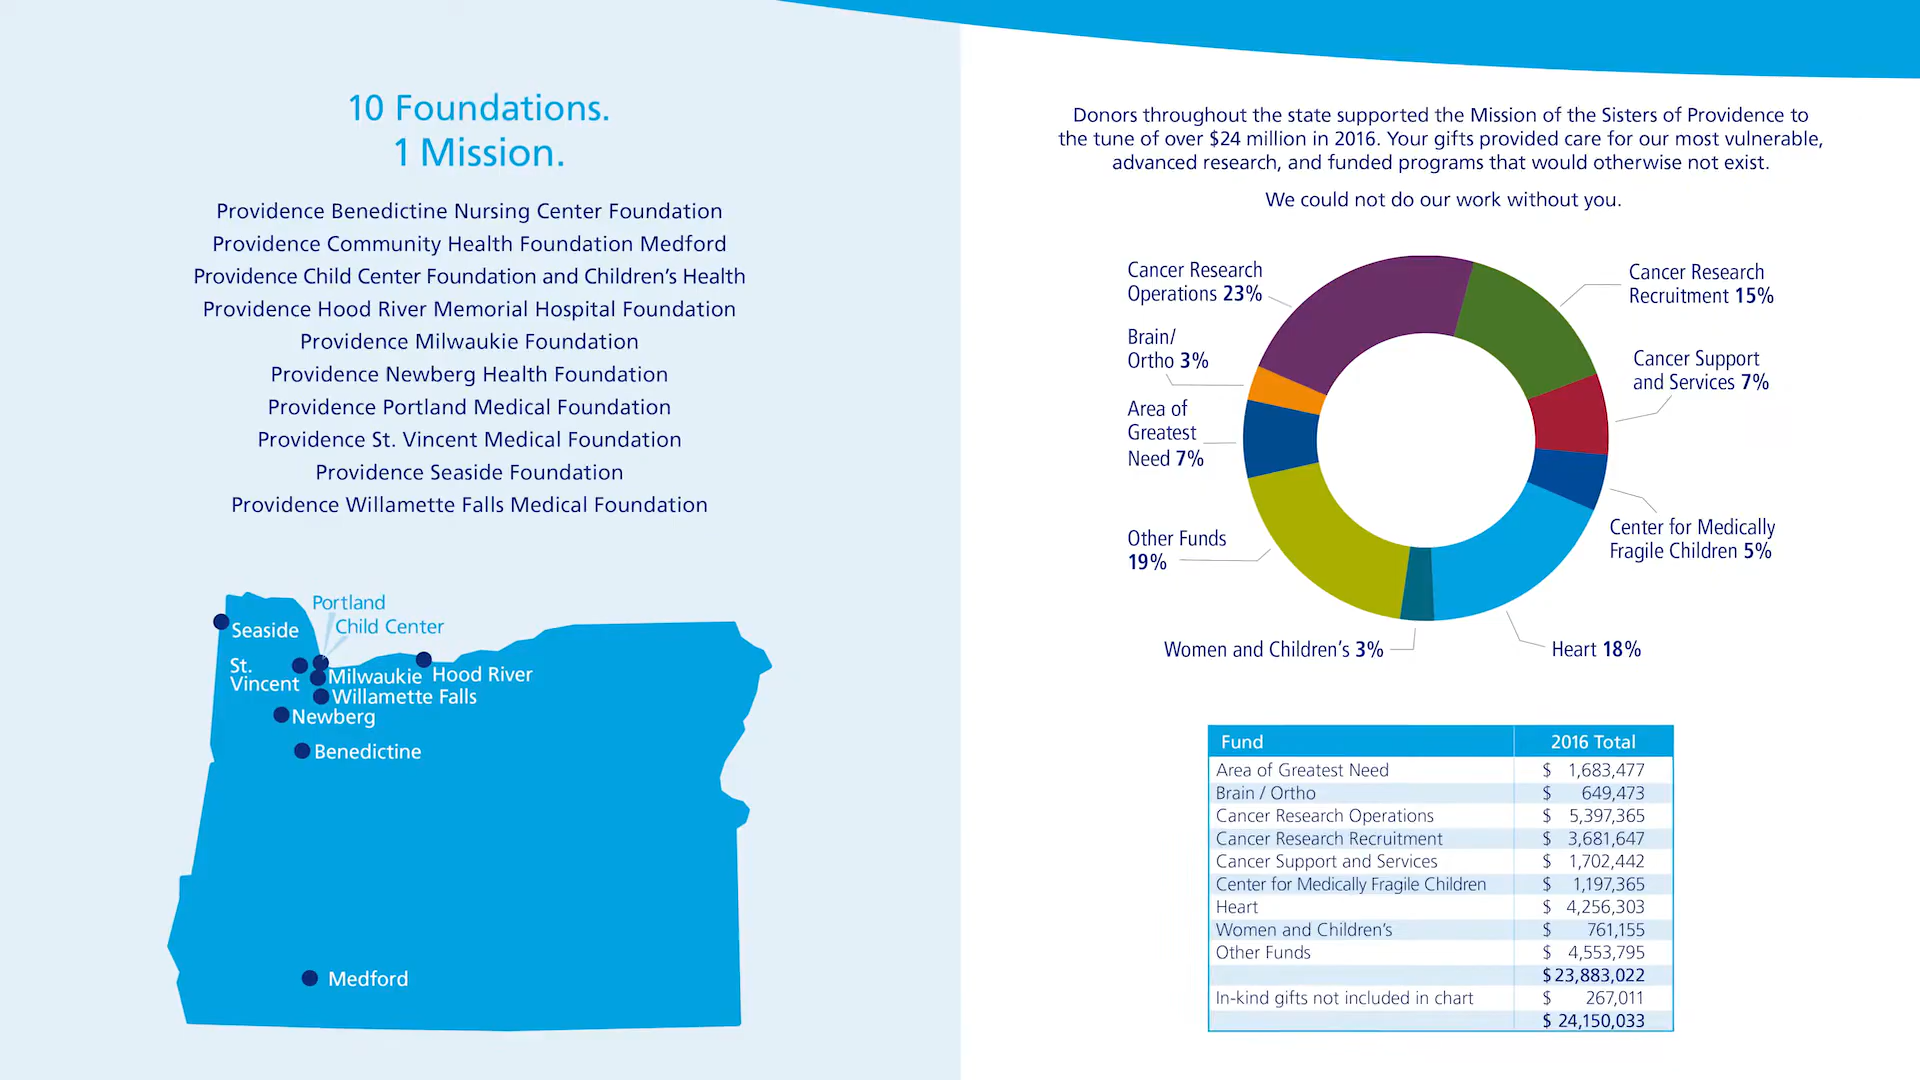 10 Foundations.
1 Mission.
Providence Benedictine Nursing Center Foundation
Providence Community Health Foundation Medford
Providence Child Center Foundation and Children’s Health
Providence Hood River Memorial Hospital Foundation
Providence Milwaukie Foundation
Providence Newberg Health Foundation
Providence Portland Medical Foundation
Providence St. Vincent Medical Foundation
Providence Seaside Foundation
Providence Willamette Falls Medical Foundation
Portland
Child Center
Seaside
St.
Vincent
Milwaukie
Hood River
Willamette Falls
Newberg
Benedictine
Medford
Donors throughout the state supported the Mission of the Sisters of Providence to
the tune of over $24 million in 2016. Your gifts provided care for our most vulnerable,
advanced research, and funded programs that would otherwise not exist.
We could not do our work without you.
Cancer Research
Operations 23%
Brain/
Ortho 3%
Area of
Greatest
Need 7%
Other Funds
19%
Women and Children’s 3%
Cancer Research
Recruitment 15%
Cancer Support
and Services 7%
Center for Medically
Fragile Children 5%
Heart 18%
Fund 2016 Total
Area of Greatest Need $ 1,683,477
Brain / Ortho $ 649,473
Cancer Research Operations $ 5,397,365
Cancer Research Recruitment $ 3,681,647
Cancer Support and Services $ 1,702,442
Center for Medically Fragile Children $ 1,197,365
Heart $ 4,256,303
Women and Children’s $ 761,155
Other Funds $ 4,553,795
$ 23,883,022
In-kind gifts not included in chart $ 267,011
$ 24,150,033